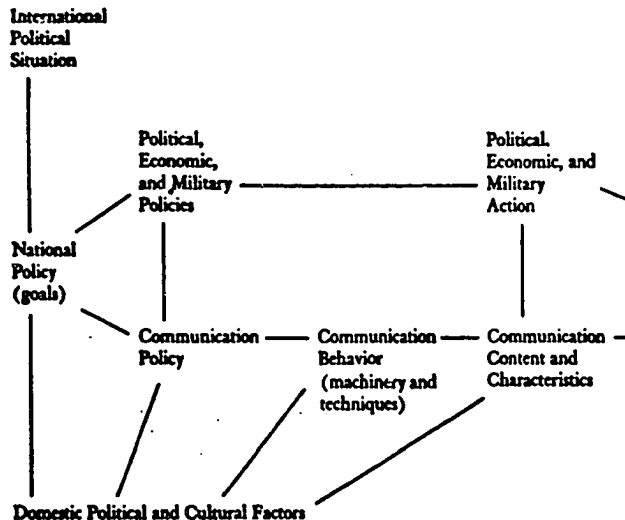 International
Political
Situation
Political,
Economic,
and Military
Policies
Political.
Economic, and
Military
Action
National
Policy
(goals)
Communication
Policy
Communication
Behavior
(machinery and
techniques)
Communication
Content and
Characteristics
Domestic Political and Cultural Factors